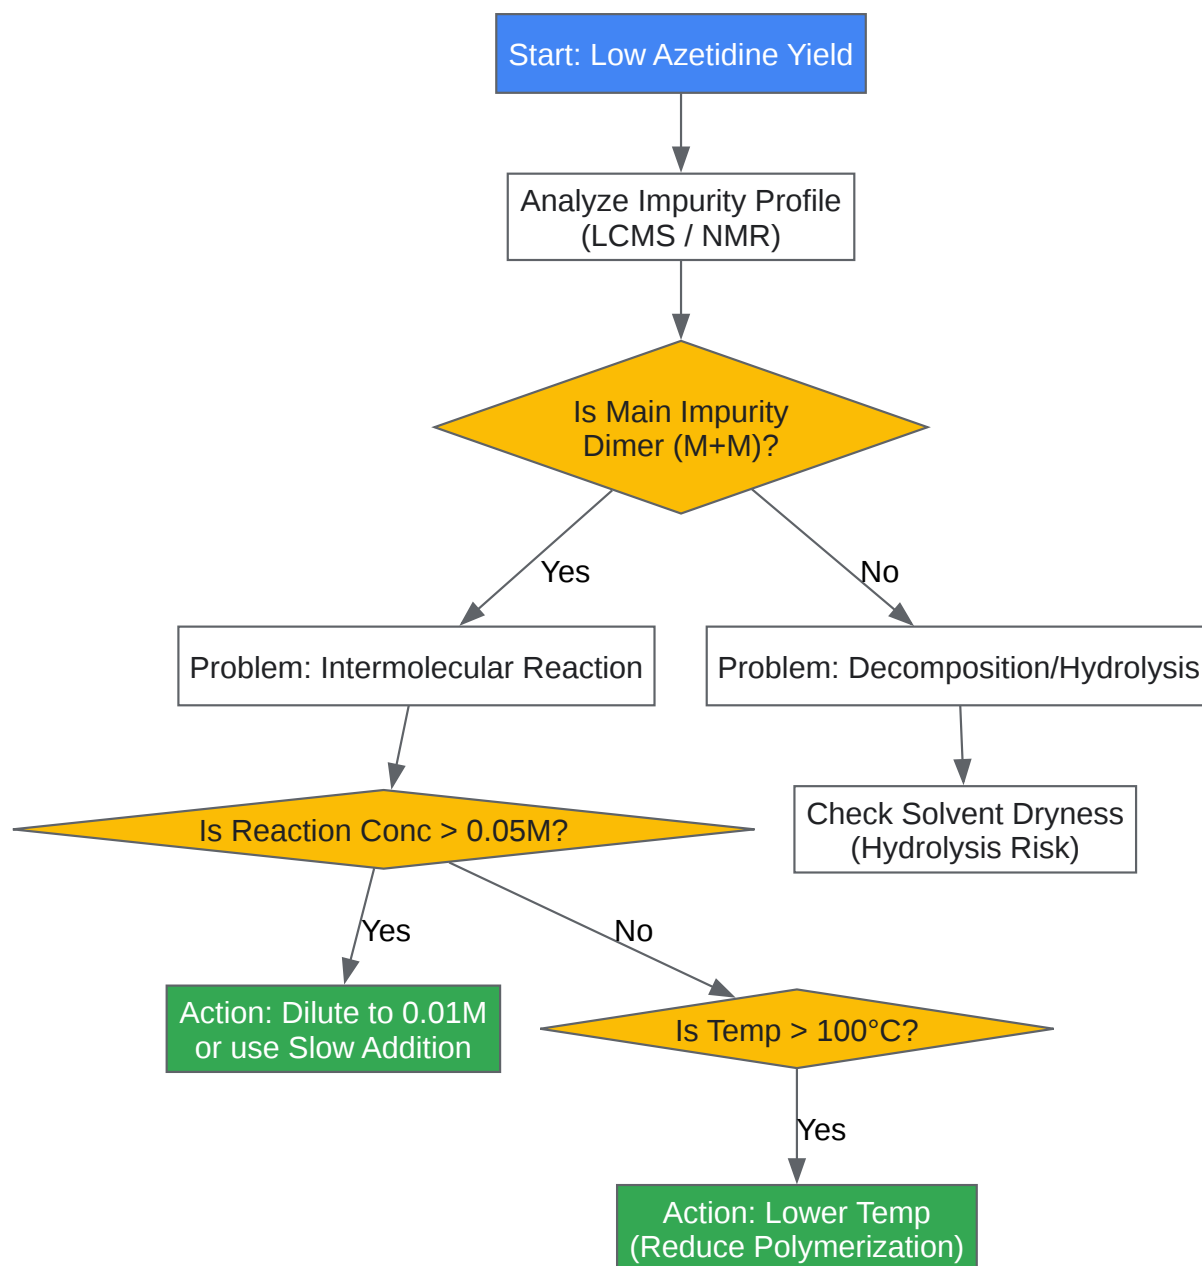 Start: Low Azetidine Yield
Analyze Impurity Profile
(LCMS / NMR)
Is Main Impurity
Dimer (M+M)?
Yes
No
Problem: Intermolecular Reaction
Problem: Decomposition/Hydrolysis
Is Reaction Conc > 0.05M?
Check Solvent Dryness
(Hydrolysis Risk)
Yes
No
Action: Dilute to 0.01M
or use Slow Addition
Is Temp > 100°C?
Yes
Action: Lower Temp
(Reduce Polymerization)